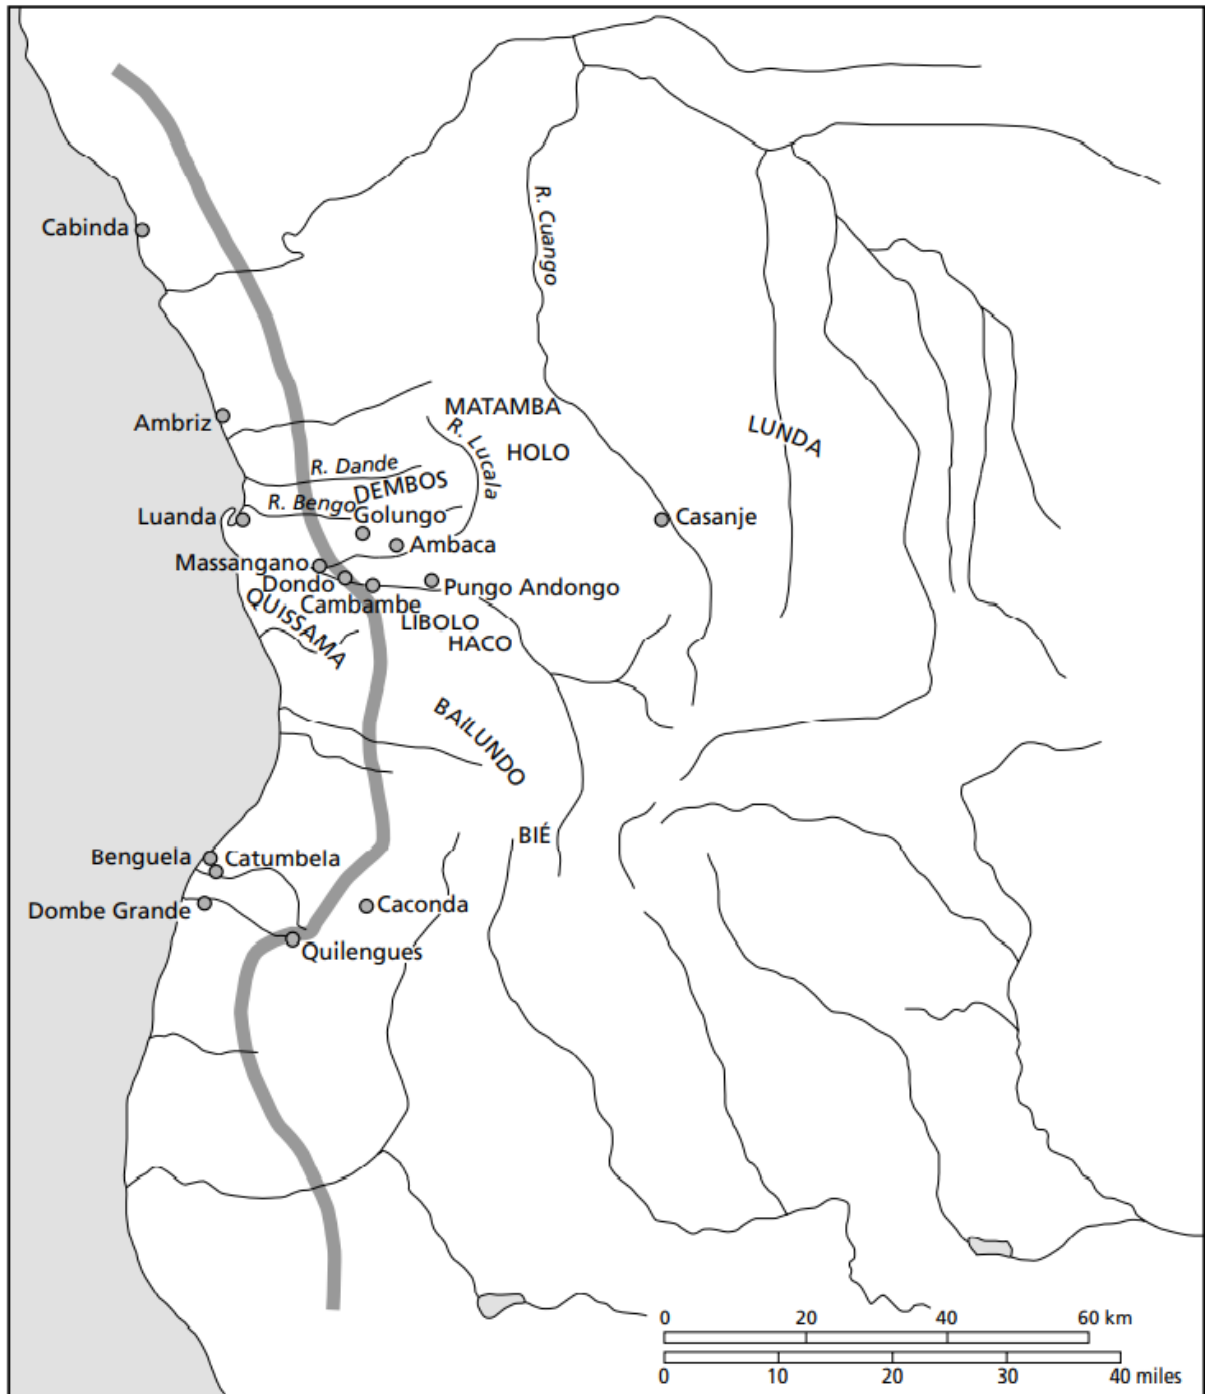 R. Cuango
Cabinda
MATAMBA
Ambriz
R. Lucala
LUNDA
HOLO
R. Dande
DEMBOS
R. Bengo
Luanda
Golungo
Casanje
Ambaca
Massangano
Dondo
Pungo Andongo
Cambambe
QUISSAMA
LIBOLO
HACO
BAILUNDO
BIÉ
Benguela
Catumbela
Dombe Grande
Caconda
Quilengues
0 20 40 60 km
0 10 20 30 40 miles